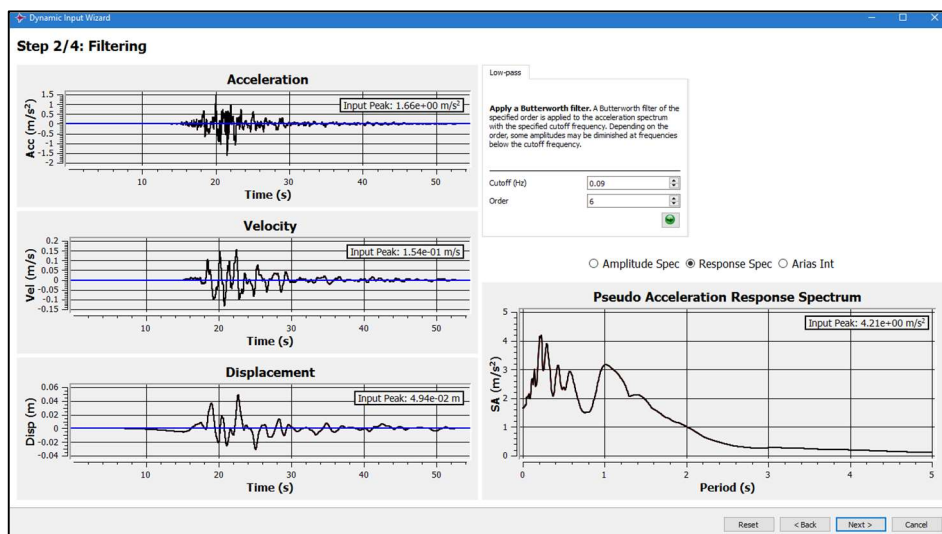 Dynamic Input Wizard
Step 2/4: Filtering
Acceleration
Input Peak: 1.66e+00 m/s²
Acc (m/s²)
1.5
1
0.5
0
-0.5
-1
-1.5
-2
10 20 30 40 50
Time (s)
Velocity
Input Peak: 1.54e-01 m/s
Vel (m/s)
0.2
0.15
0.1
0.05
0
-0.05
-0.1
-0.15
10 20 30 40 50
Time (s)
Displacement
Input Peak: 4.94e-02 m
Disp (m)
0.06
0.04
0.02
0
-0.02
-0.04
10 20 30 40 50
Time (s)
Low-pass
Apply a Butterworth filter. A Butterworth filter of the
specified order is applied to the acceleration spectrum
with the specified cutoff frequency. Depending on the
order, some amplitudes may be diminished at frequencies
below the cutoff frequency.
Cutoff (Hz) 0.09
Order 6
Amplitude Spec Response Spec Arias Int
Pseudo Acceleration Response Spectrum
Input Peak: 4.21e+00 m/s²
SA (m/s²)
5
4
3
2
1
0
0 1 2 3 4 5
Period (s)
Reset < Back Next > Cancel